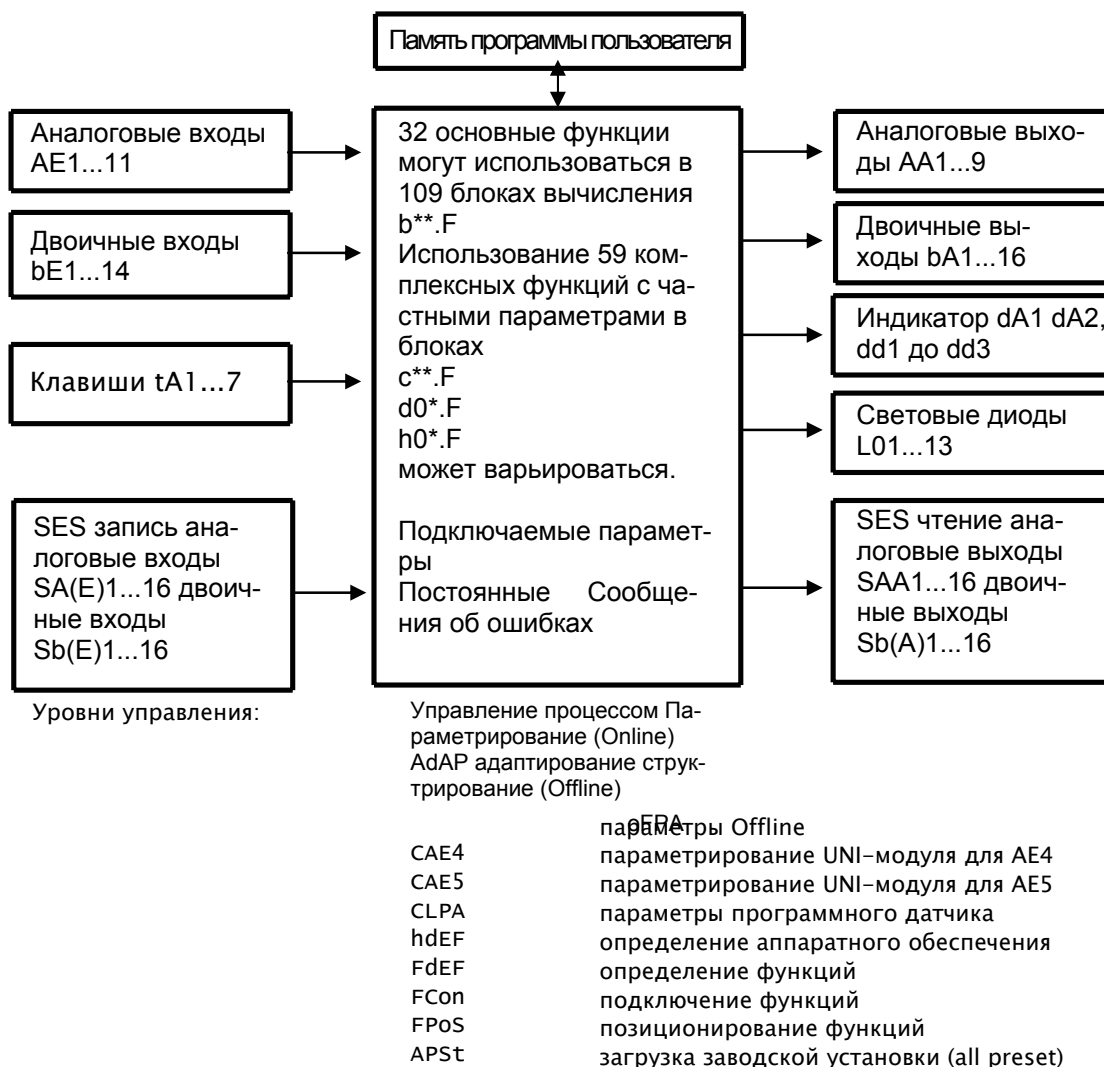 Память программы пользователя
Аналоговые входы
AE1...11
Двоичные входы
bE1...14
Клавиши tA1...7
SES запись ана-
логовые входы
SA(E)1...16 двоич-
ные входы
Sb(E)1...16
32 основные функции
могут использоваться в
109 блоках вычисления
b**.F
Использование 59 ком-
плексных функций с ча-
стными параметрами в
блоках
c**.F
d0*.F
h0*.F
может варьироваться.
Подключаемые парамет-
ры
Постоянные Сообще-
ния об ошибках
Аналоговые выхо-
ды AA1...9
Двоичные вы-
ходы bA1...16
Индикатор dA1 dA2,
dd1 до dd3
Световые диоды
L01...13
SES чтение ана-
логовые выходы
SAA1...16 двоич-
ные выходы
Sb(A)1...16
Уровни управления:
Управление процессом Па-
раметрирование (Online)
AdAP адаптирование струк-
трирование (Offline)
oFPA параметры Offline
CAE4 параметрирование UNI-модуля для AE4
CAE5 параметрирование UNI-модуля для AE5
CLPA параметры программного датчика
hdEF определение аппаратного обеспечения
FdEF определение функций
FCon подключение функций
FPoS позиционирование функций
APSt загрузка заводской установки (all preset)